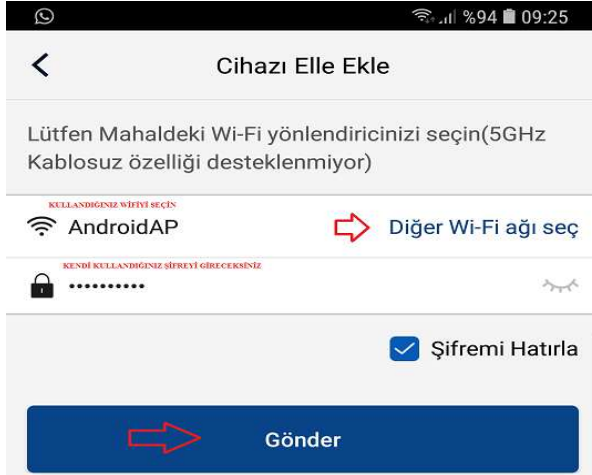 %94 09:25
Cihazı Elle Ekle
Lütfen Mahaldeki Wi-Fi yönlendiricinizi seçin(5GHz
Kablosuz özelliği desteklenmiyor)
KULLANDIĞINIZ WİFİYİ SEÇİN
AndroidAP Diğer Wi-Fi ağı seç
KENDİ KULLANDIĞINIZ ŞİFREYİ GİRECEKSİNİZ
••••••••••
Şifremi Hatırla
Gönder